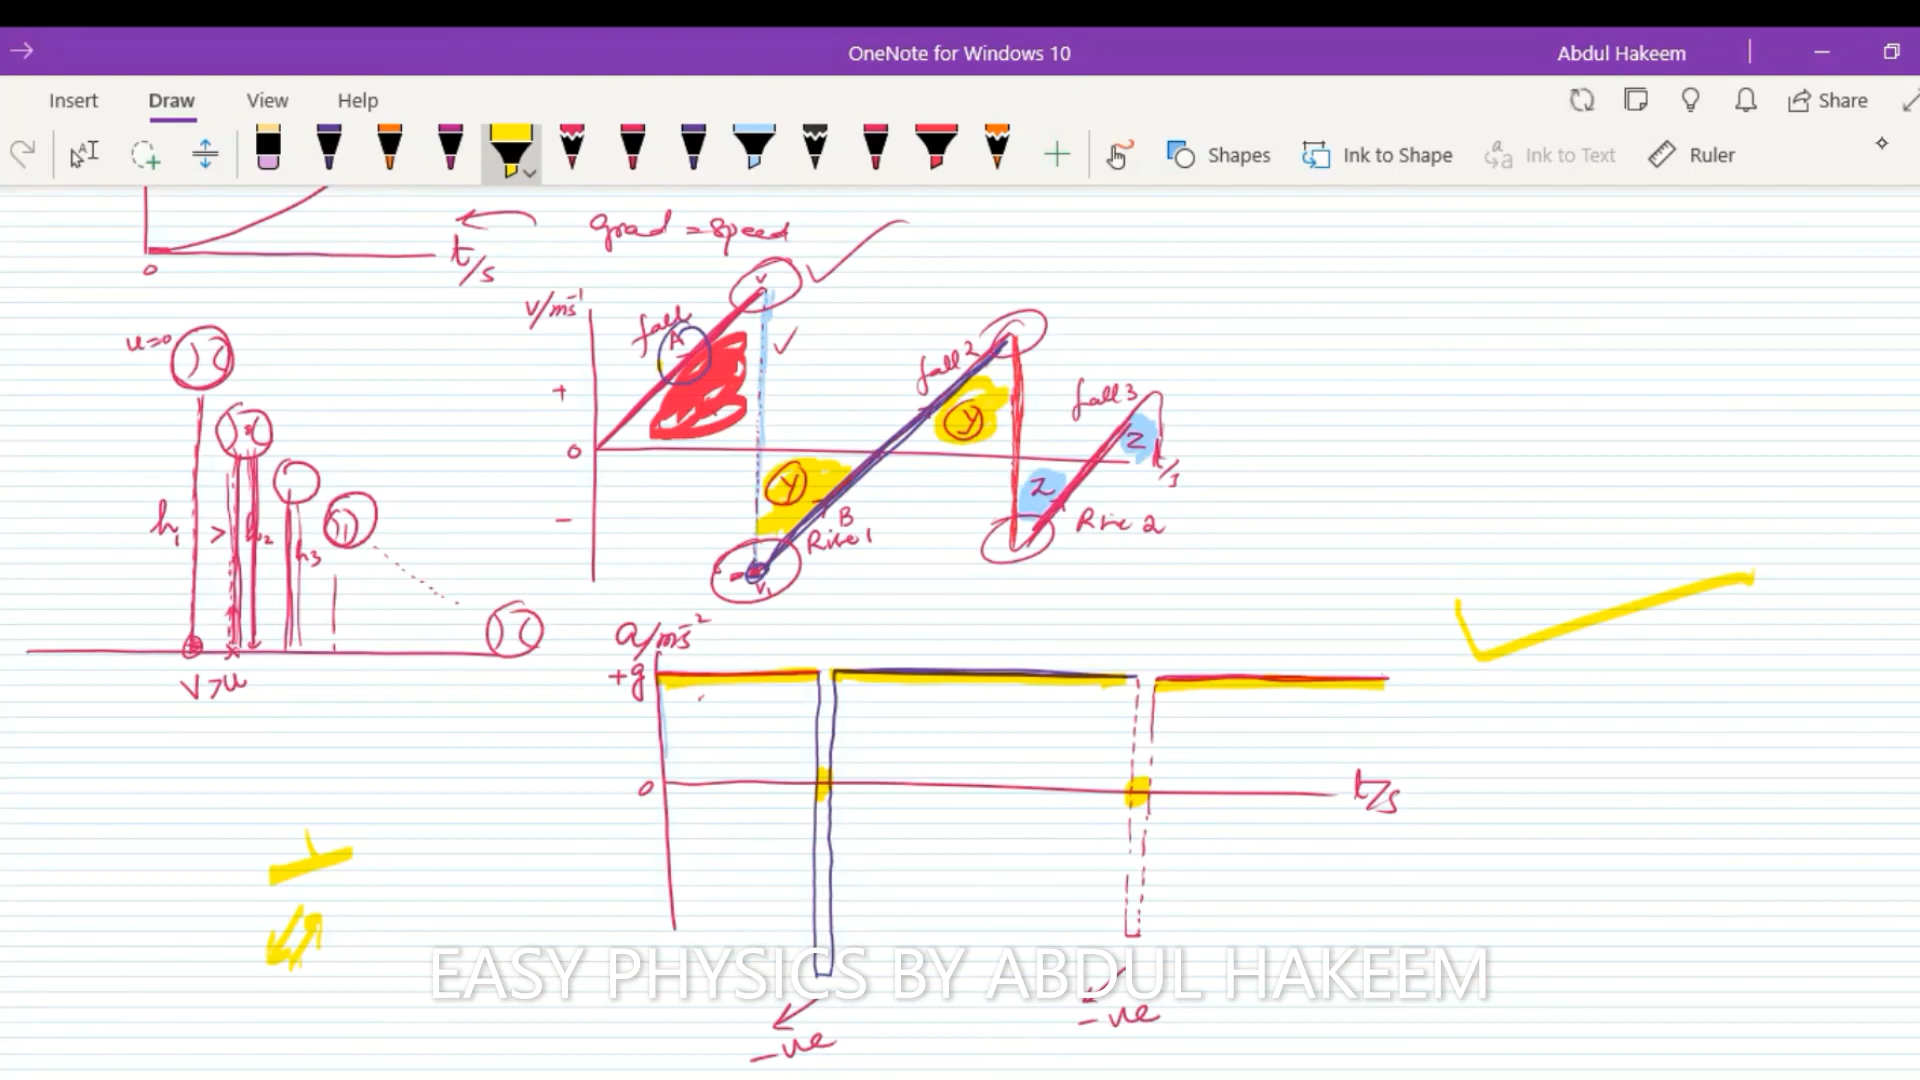 OneNote for Windows 10
Abdul Hakeem
Insert
Draw
View
Help
Share
Shapes
Ink to Shape
Ink to Text
Ruler
0
t/s
grad = speed
v/ms⁻¹
+
0
−
fall
A
v
y
B
Rise 1
v₁
fall 2
y
fall 3
z
z
Rise 2
t/s
u=0
h₁
>
h₂
h₃
v>u
a/ms⁻²
+g
0
t/s
EASY PHYSICS BY ABDUL HAKEEM
-ve
-ve